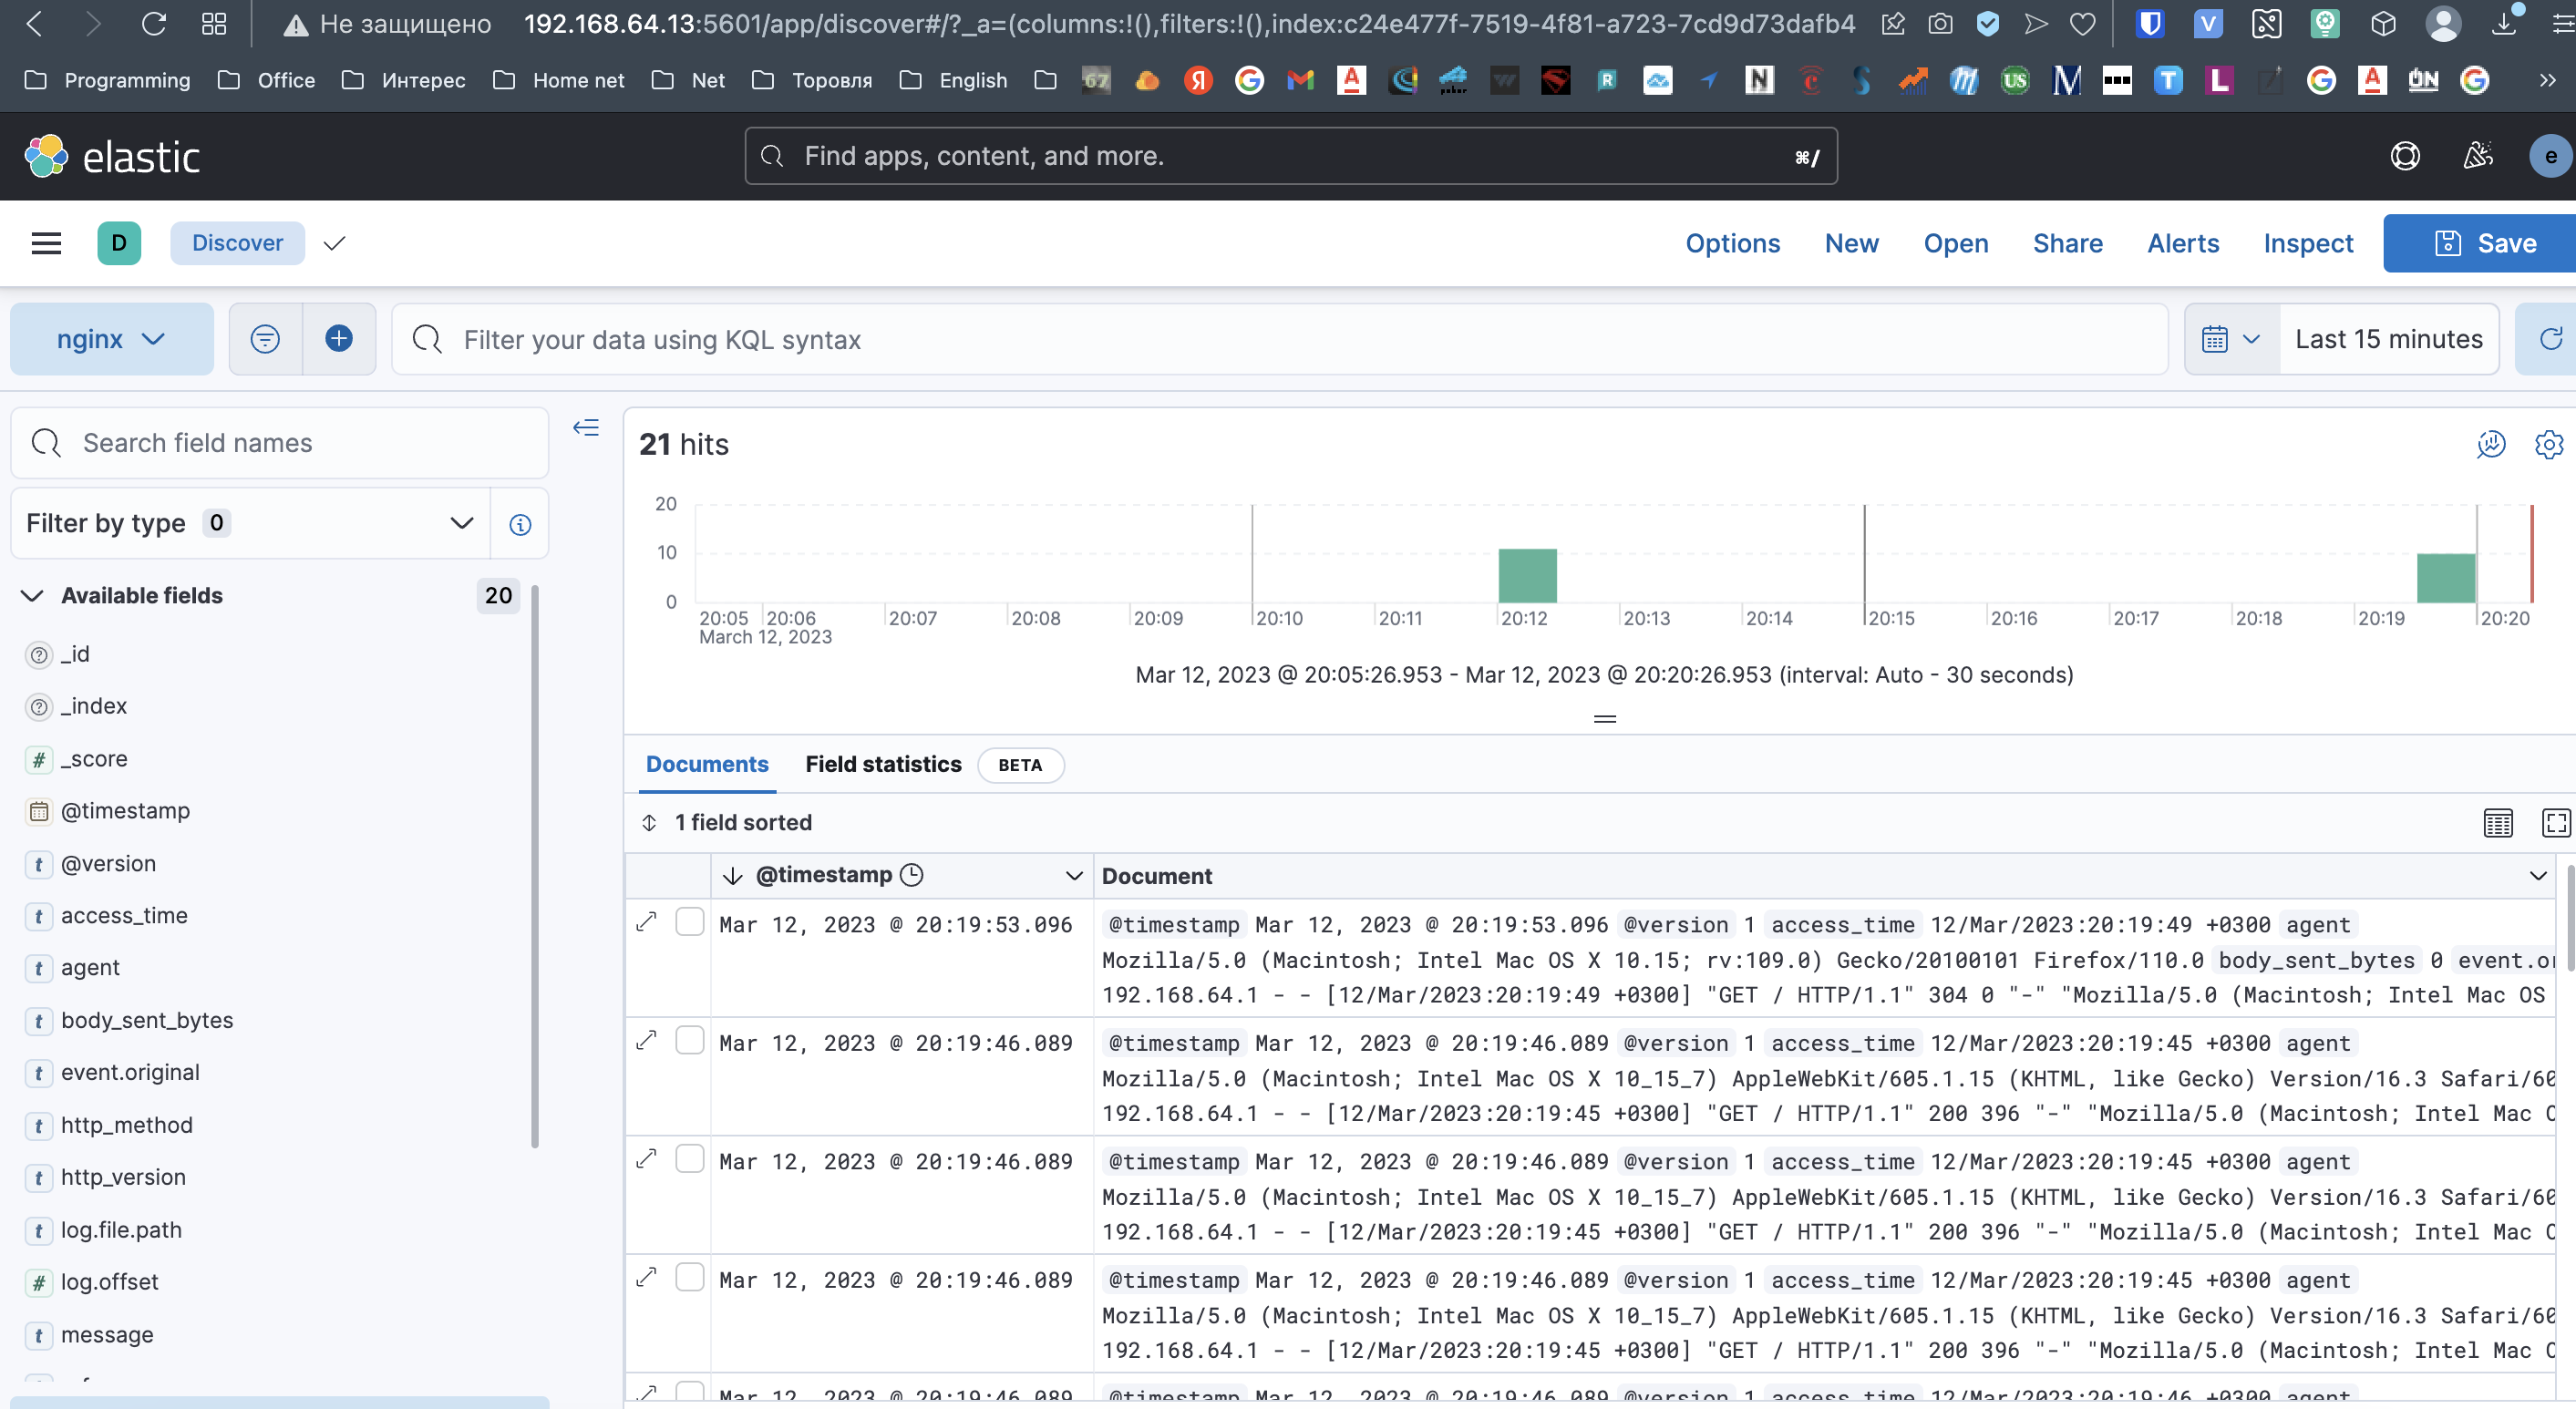 Не защищено 192.168.64.13:5601/app/discover#/?_a=(columns:!(),filters:!(),index:c24e477f-7519-4f81-a723-7cd9d73dafb4
Programming Office Интерес Home net Net Торовля English
elastic Find apps, content, and more. ⌘/ e
D Discover Options New Open Share Alerts Inspect Save
nginx Filter your data using KQL syntax Last 15 minutes
Search field names
21 hits
Filter by type 0
20
10
0
20:05 20:06 20:07 20:08 20:09 20:10 20:11 20:12 20:13 20:14 20:15 20:16 20:17 20:18 20:19 20:20
March 12, 2023
Mar 12, 2023 @ 20:05:26.953 - Mar 12, 2023 @ 20:20:26.953 (interval: Auto - 30 seconds)
Available fields 20
_id
_index
_score
@timestamp
@version
access_time
agent
body_sent_bytes
event.original
http_method
http_version
log.file.path
log.offset
message
Documents Field statistics BETA
1 field sorted
@timestamp Document
Mar 12, 2023 @ 20:19:53.096 @timestamp Mar 12, 2023 @ 20:19:53.096 @version 1 access_time 12/Mar/2023:20:19:49 +0300 agent
Mozilla/5.0 (Macintosh; Intel Mac OS X 10.15; rv:109.0) Gecko/20100101 Firefox/110.0 body_sent_bytes 0 event.or
192.168.64.1 - - [12/Mar/2023:20:19:49 +0300] "GET / HTTP/1.1" 304 0 "-" "Mozilla/5.0 (Macintosh; Intel Mac OS
Mar 12, 2023 @ 20:19:46.089 @timestamp Mar 12, 2023 @ 20:19:46.089 @version 1 access_time 12/Mar/2023:20:19:45 +0300 agent
Mozilla/5.0 (Macintosh; Intel Mac OS X 10_15_7) AppleWebKit/605.1.15 (KHTML, like Gecko) Version/16.3 Safari/60
192.168.64.1 - - [12/Mar/2023:20:19:45 +0300] "GET / HTTP/1.1" 200 396 "-" "Mozilla/5.0 (Macintosh; Intel Mac O
Mar 12, 2023 @ 20:19:46.089 @timestamp Mar 12, 2023 @ 20:19:46.089 @version 1 access_time 12/Mar/2023:20:19:45 +0300 agent
Mozilla/5.0 (Macintosh; Intel Mac OS X 10_15_7) AppleWebKit/605.1.15 (KHTML, like Gecko) Version/16.3 Safari/60
192.168.64.1 - - [12/Mar/2023:20:19:45 +0300] "GET / HTTP/1.1" 200 396 "-" "Mozilla/5.0 (Macintosh; Intel Mac O
Mar 12, 2023 @ 20:19:46.089 @timestamp Mar 12, 2023 @ 20:19:46.089 @version 1 access_time 12/Mar/2023:20:19:45 +0300 agent
Mozilla/5.0 (Macintosh; Intel Mac OS X 10_15_7) AppleWebKit/605.1.15 (KHTML, like Gecko) Version/16.3 Safari/60
192.168.64.1 - - [12/Mar/2023:20:19:45 +0300] "GET / HTTP/1.1" 200 396 "-" "Mozilla/5.0 (Macintosh; Intel Mac O
Mar 12, 2023 @ 20:19:46.089 @timestamp Mar 12, 2023 @ 20:19:46.089 @version 1 access_time 12/Mar/2023:20:19:46 +0300 agent